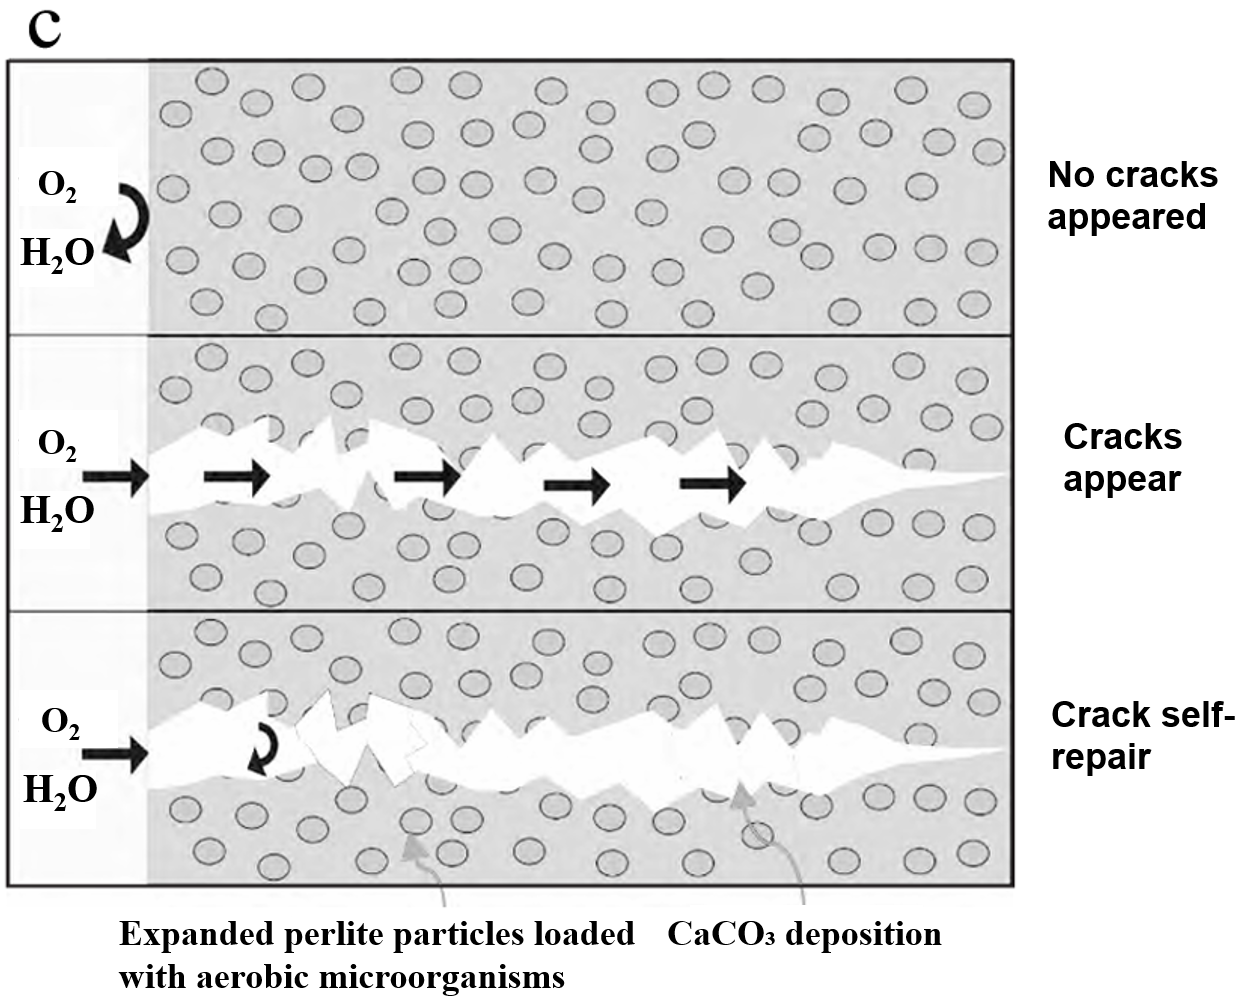 c
O₂
H₂O
No cracks
appeared
O₂
H₂O
Cracks
appear
O₂
H₂O
Crack self-
repair
Expanded perlite particles loaded
with aerobic microorganisms
CaCO₃ deposition